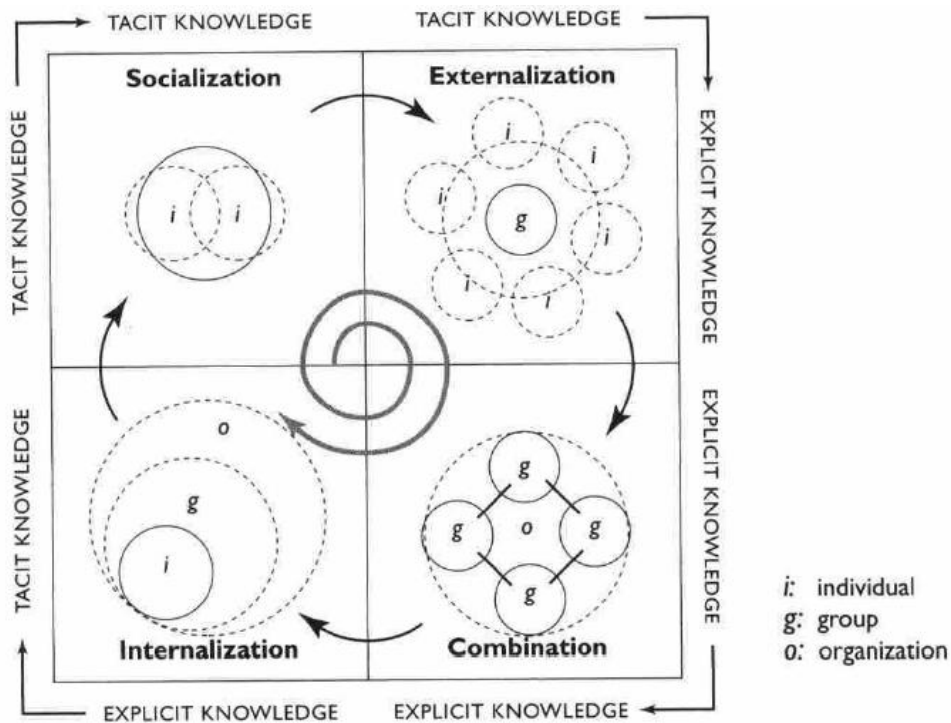 TACIT KNOWLEDGE
TACIT KNOWLEDGE
Socialization
Externalization
TACIT KNOWLEDGE
EXPLICIT KNOWLEDGE
i
i
i
i
i
i
i
i
g
TACIT KNOWLEDGE
EXPLICIT KNOWLEDGE
o
g
i
g
g
o
g
g
Internalization
Combination
i: individual
g: group
o: organization
EXPLICIT KNOWLEDGE
EXPLICIT KNOWLEDGE